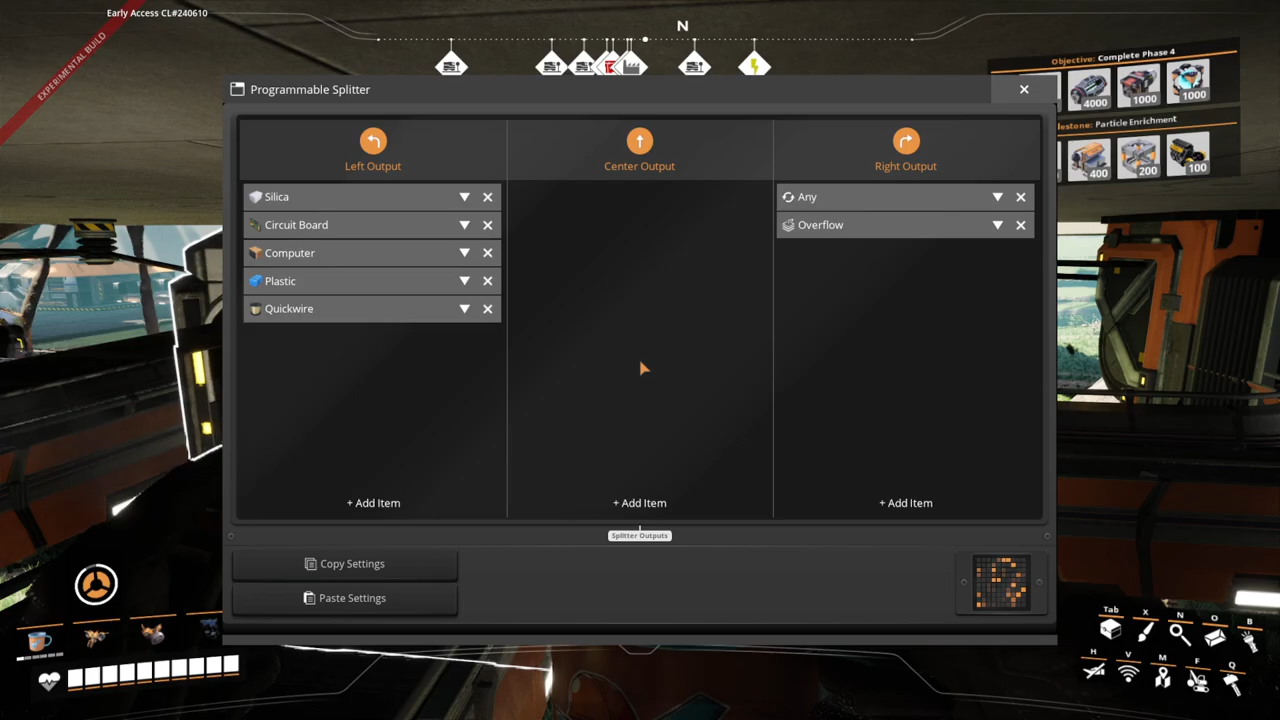 Early Access CL#240610
EXPERIMENTAL BUILD
N
Objective: Complete Phase 4
4000
1000
1000
Particle Enrichment
400
200
100
Programmable Splitter
Left Output
Center Output
Right Output
Silica
Circuit Board
Computer
Plastic
Quickwire
Any
Overflow
+ Add Item
+ Add Item
+ Add Item
Splitter Outputs
Copy Settings
Paste Settings
Tab
X
N
O
B
H
V
M
F
Q